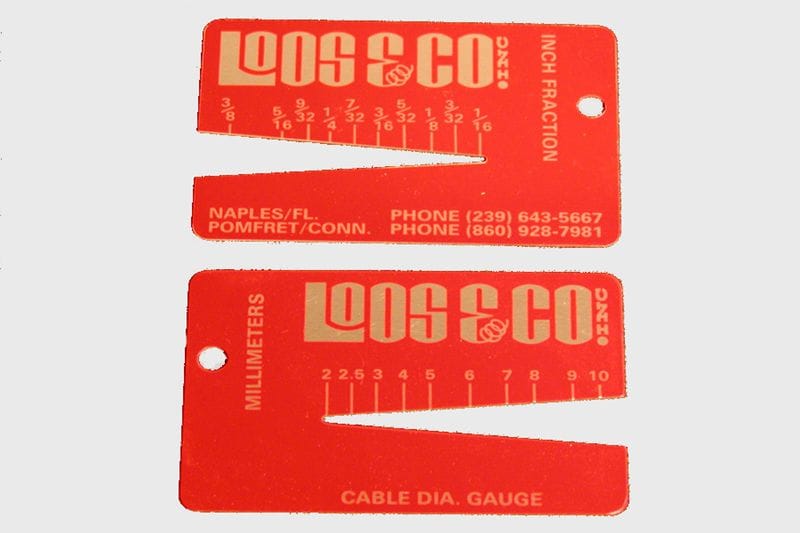 LOOS & CO INC.
INCH FRACTION
3/8 5/16 9/32 1/4 7/32 3/16 5/32 1/8 3/32 1/16
NAPLES/FL. PHONE (239) 643-5667
POMFRET/CONN. PHONE (860) 928-7981
LOOS & CO INC.
MILLIMETERS
2 2.5 3 4 5 6 7 8 9 10
CABLE DIA. GAUGE